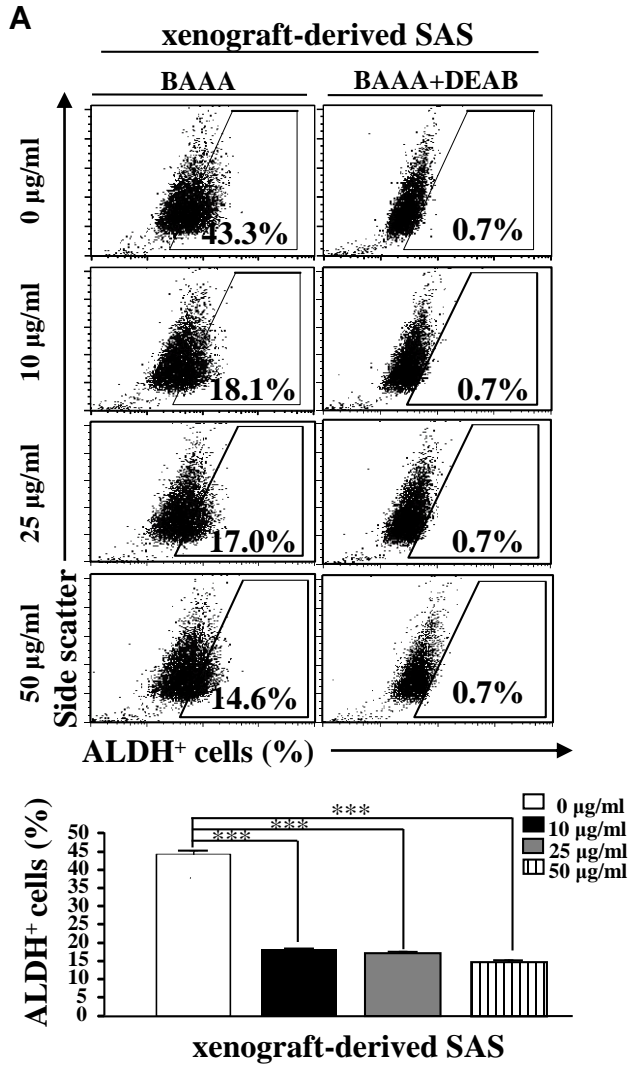 A
xenograft-derived SAS
BAAA BAAA+DEAB
0 µg/ml
43.3% 0.7%
10 µg/ml
18.1% 0.7%
25 µg/ml
17.0% 0.7%
50 µg/ml
14.6% 0.7%
Side scatter
ALDH⁺ cells (%)
ALDH⁺ cells (%)
50
45
40
35
30
25
20
15
10
5
0
***
***
***
0 µg/ml
10 µg/ml
25 µg/ml
50 µg/ml
xenograft-derived SAS